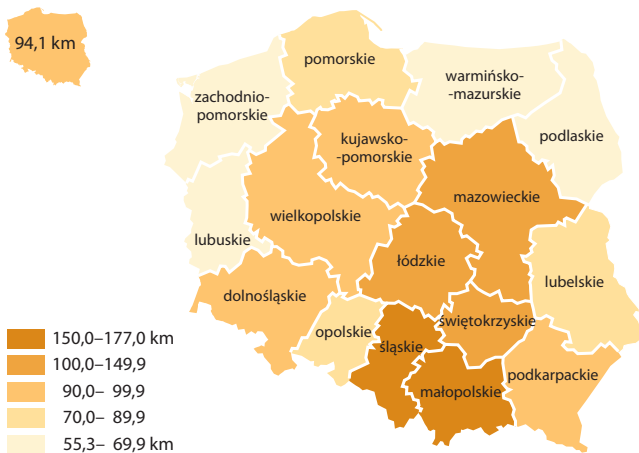 94,1 km
pomorskie
zachodnio-
pomorskie
warmińsko-
mazurskie
podlaskie
kujawsko-
-pomorskie
mazowieckie
wielkopolskie
lubuskie
łódzkie
lubelskie
dolnośląskie
opolskie
świętokrzyskie
śląskie
małopolskie
podkarpackie
150,0–177,0 km
100,0–149,9
90,0– 99,9
70,0– 89,9
55,3– 69,9 km